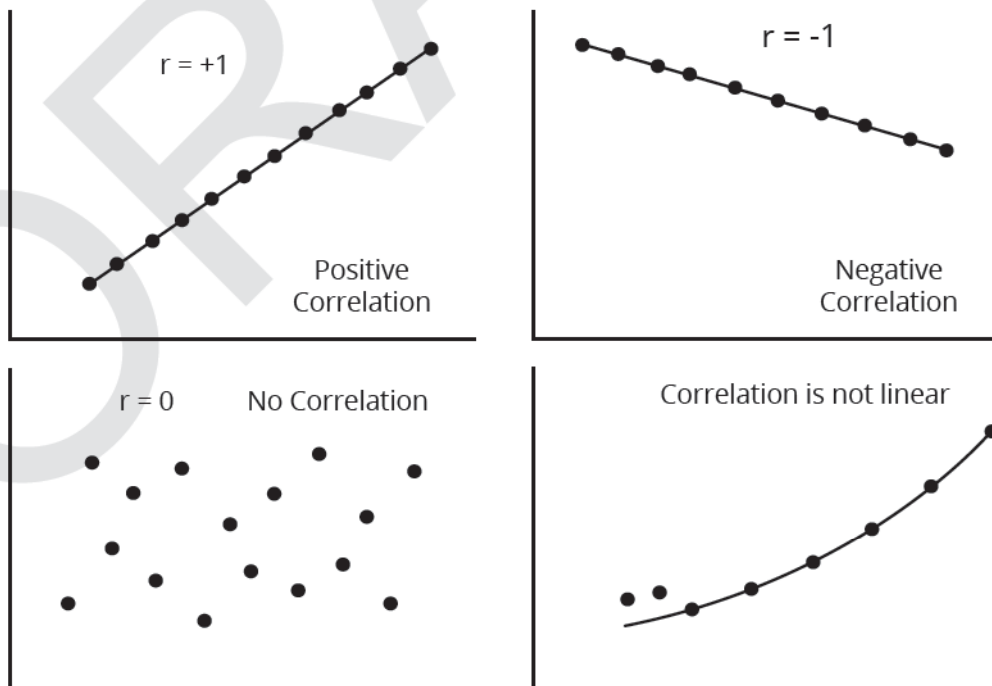 r = +1
Positive
Correlation
r = -1
Negative
Correlation
r = 0
No Correlation
Correlation is not linear